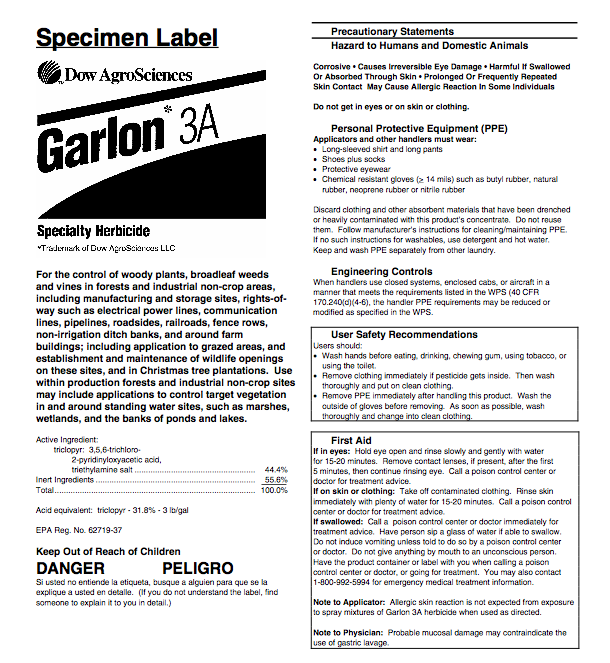 Specimen Label
Dow AgroSciences
Garlon* 3A
Specialty Herbicide
*Trademark of Dow AgroSciences LLC
For the control of woody plants, broadleaf weeds
and vines in forests and industrial non-crop areas,
including manufacturing and storage sites, rights-of-
way such as electrical power lines, communication
lines, pipelines, roadsides, railroads, fence rows,
non-irrigation ditch banks, and around farm
buildings; including application to grazed areas, and
establishment and maintenance of wildlife openings
on these sites, and in Christmas tree plantations. Use
within production forests and industrial non-crop sites
may include applications to control target vegetation
in and around standing water sites, such as marshes,
wetlands, and the banks of ponds and lakes.
Active Ingredient:
triclopyr: 3,5,6-trichloro-
2-pyridinyloxyacetic acid,
triethylamine salt ........................................................ 44.4%
Inert Ingredients ........................................................ 55.6%
Total ........................................................ 100.0%
Acid equivalent: triclopyr - 31.8% - 3 lb/gal
EPA Reg. No. 62719-37
Keep Out of Reach of Children
DANGER PELIGRO
Si usted no entiende la etiqueta, busque a alguien para que se la
explique a usted en detalle. (If you do not understand the label, find
someone to explain it to you in detail.)
Precautionary Statements
Hazard to Humans and Domestic Animals
Corrosive • Causes Irreversible Eye Damage • Harmful If Swallowed
Or Absorbed Through Skin • Prolonged Or Frequently Repeated
Skin Contact May Cause Allergic Reaction In Some Individuals
Do not get in eyes or on skin or clothing.
Personal Protective Equipment (PPE)
Applicators and other handlers must wear:
• Long-sleeved shirt and long pants
• Shoes plus socks
• Protective eyewear
• Chemical resistant gloves (≥ 14 mils) such as butyl rubber, natural
rubber, neoprene rubber or nitrile rubber
Discard clothing and other absorbent materials that have been drenched
or heavily contaminated with this product's concentrate. Do not reuse
them. Follow manufacturer's instructions for cleaning/maintaining PPE.
If no such instructions for washables, use detergent and hot water.
Keep and wash PPE separately from other laundry.
Engineering Controls
When handlers use closed systems, enclosed cabs, or aircraft in a
manner that meets the requirements listed in the WPS (40 CFR
170.240(d)(4-6), the handler PPE requirements may be reduced or
modified as specified in the WPS.
User Safety Recommendations
Users should:
• Wash hands before eating, drinking, chewing gum, using tobacco, or
using the toilet.
• Remove clothing immediately if pesticide gets inside. Then wash
thoroughly and put on clean clothing.
• Remove PPE immediately after handling this product. Wash the
outside of gloves before removing. As soon as possible, wash
thoroughly and change into clean clothing.
First Aid
If in eyes: Hold eye open and rinse slowly and gently with water
for 15-20 minutes. Remove contact lenses, if present, after the first
5 minutes, then continue rinsing eye. Call a poison control center or
doctor for treatment advice.
If on skin or clothing: Take off contaminated clothing. Rinse skin
immediately with plenty of water for 15-20 minutes. Call a poison control
center or doctor for treatment advice.
If swallowed: Call a poison control center or doctor immediately for
treatment advice. Have person sip a glass of water if able to swallow.
Do not induce vomiting unless told to do so by a poison control center
or doctor. Do not give anything by mouth to an unconscious person.
Have the product container or label with you when calling a poison
control center or doctor, or going for treatment. You may also contact
1-800-992-5994 for emergency medical treatment information.
Note to Applicator: Allergic skin reaction is not expected from exposure
to spray mixtures of Garlon 3A herbicide when used as directed.
Note to Physician: Probable mucosal damage may contraindicate the
use of gastric lavage.